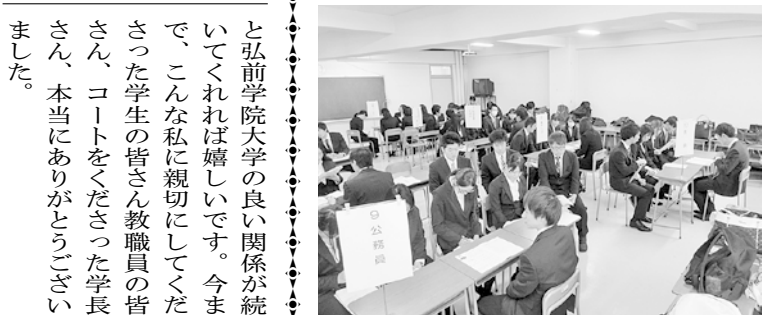 と弘前学院大学の良い関係が続
いてくれれば嬉しいです。今ま
で、こんな私に親切にしてくだ
さった学生の皆さん教職員の皆
さん、コートをくださった学長
さん、本当にありがとうござい
ました。
⑨公務員